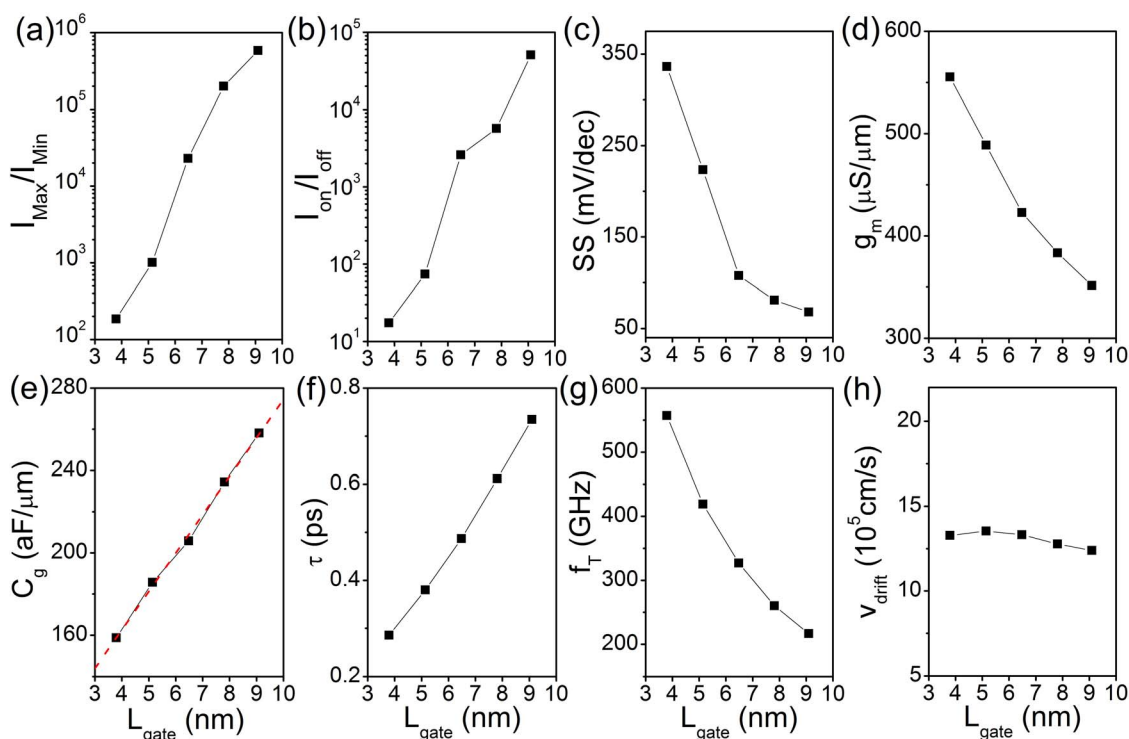 (a)
10^6
10^5
10^4
10^3
10^2
I_Max/I_Min
3 4 5 6 7 8 9 10
(b)
10^5
10^4
10^3
10^2
10^1
I_on/I_off
3 4 5 6 7 8 9 10
(c)
350
250
150
50
SS (mV/dec)
3 4 5 6 7 8 9 10
(d)
600
500
400
300
g_m (μS/μm)
3 4 5 6 7 8 9 10
(e)
280
240
200
160
C_g (aF/μm)
3 4 5 6 7 8 9 10
L_gate (nm)
(f)
0.8
0.6
0.4
0.2
τ (ps)
3 4 5 6 7 8 9 10
L_gate (nm)
(g)
600
500
400
300
200
f_T (GHz)
3 4 5 6 7 8 9 10
L_gate (nm)
(h)
20
15
10
5
v_drift (10^5cm/s)
3 4 5 6 7 8 9 10
L_gate (nm)